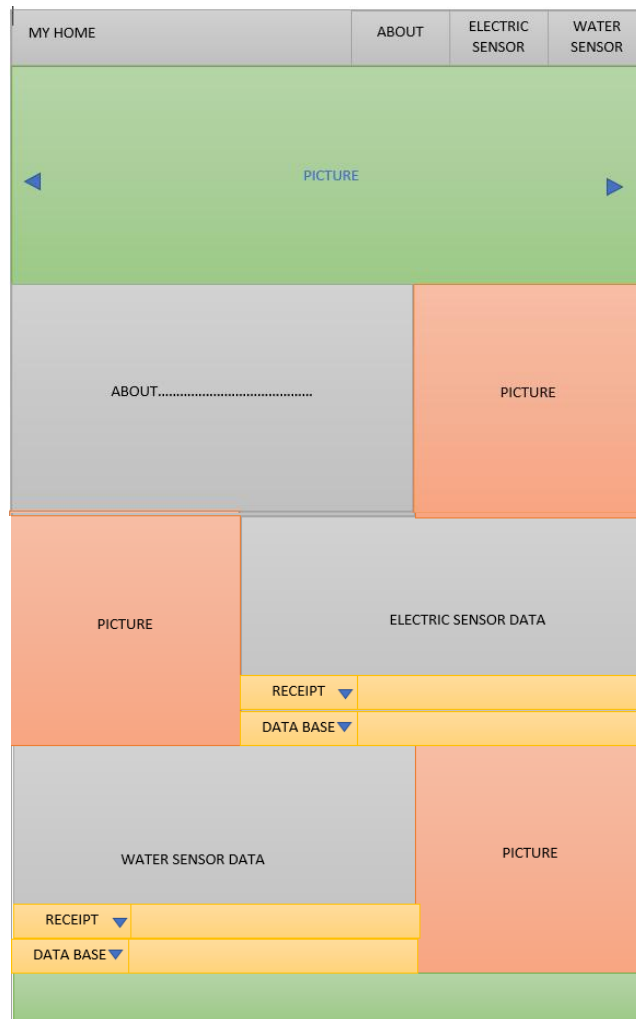 MY HOME
ABOUT
ELECTRIC
SENSOR
WATER
SENSOR
PICTURE
ABOUT..........................................
PICTURE
PICTURE
ELECTRIC SENSOR DATA
RECEIPT
DATA BASE
WATER SENSOR DATA
PICTURE
RECEIPT
DATA BASE